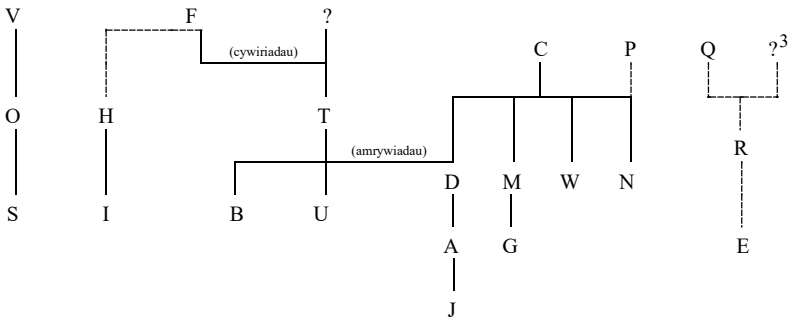 V F ?
(cywiriadau) C P Q ?³
O H T
(amrywiadau) R
D M W N
S I B U
A G E
J